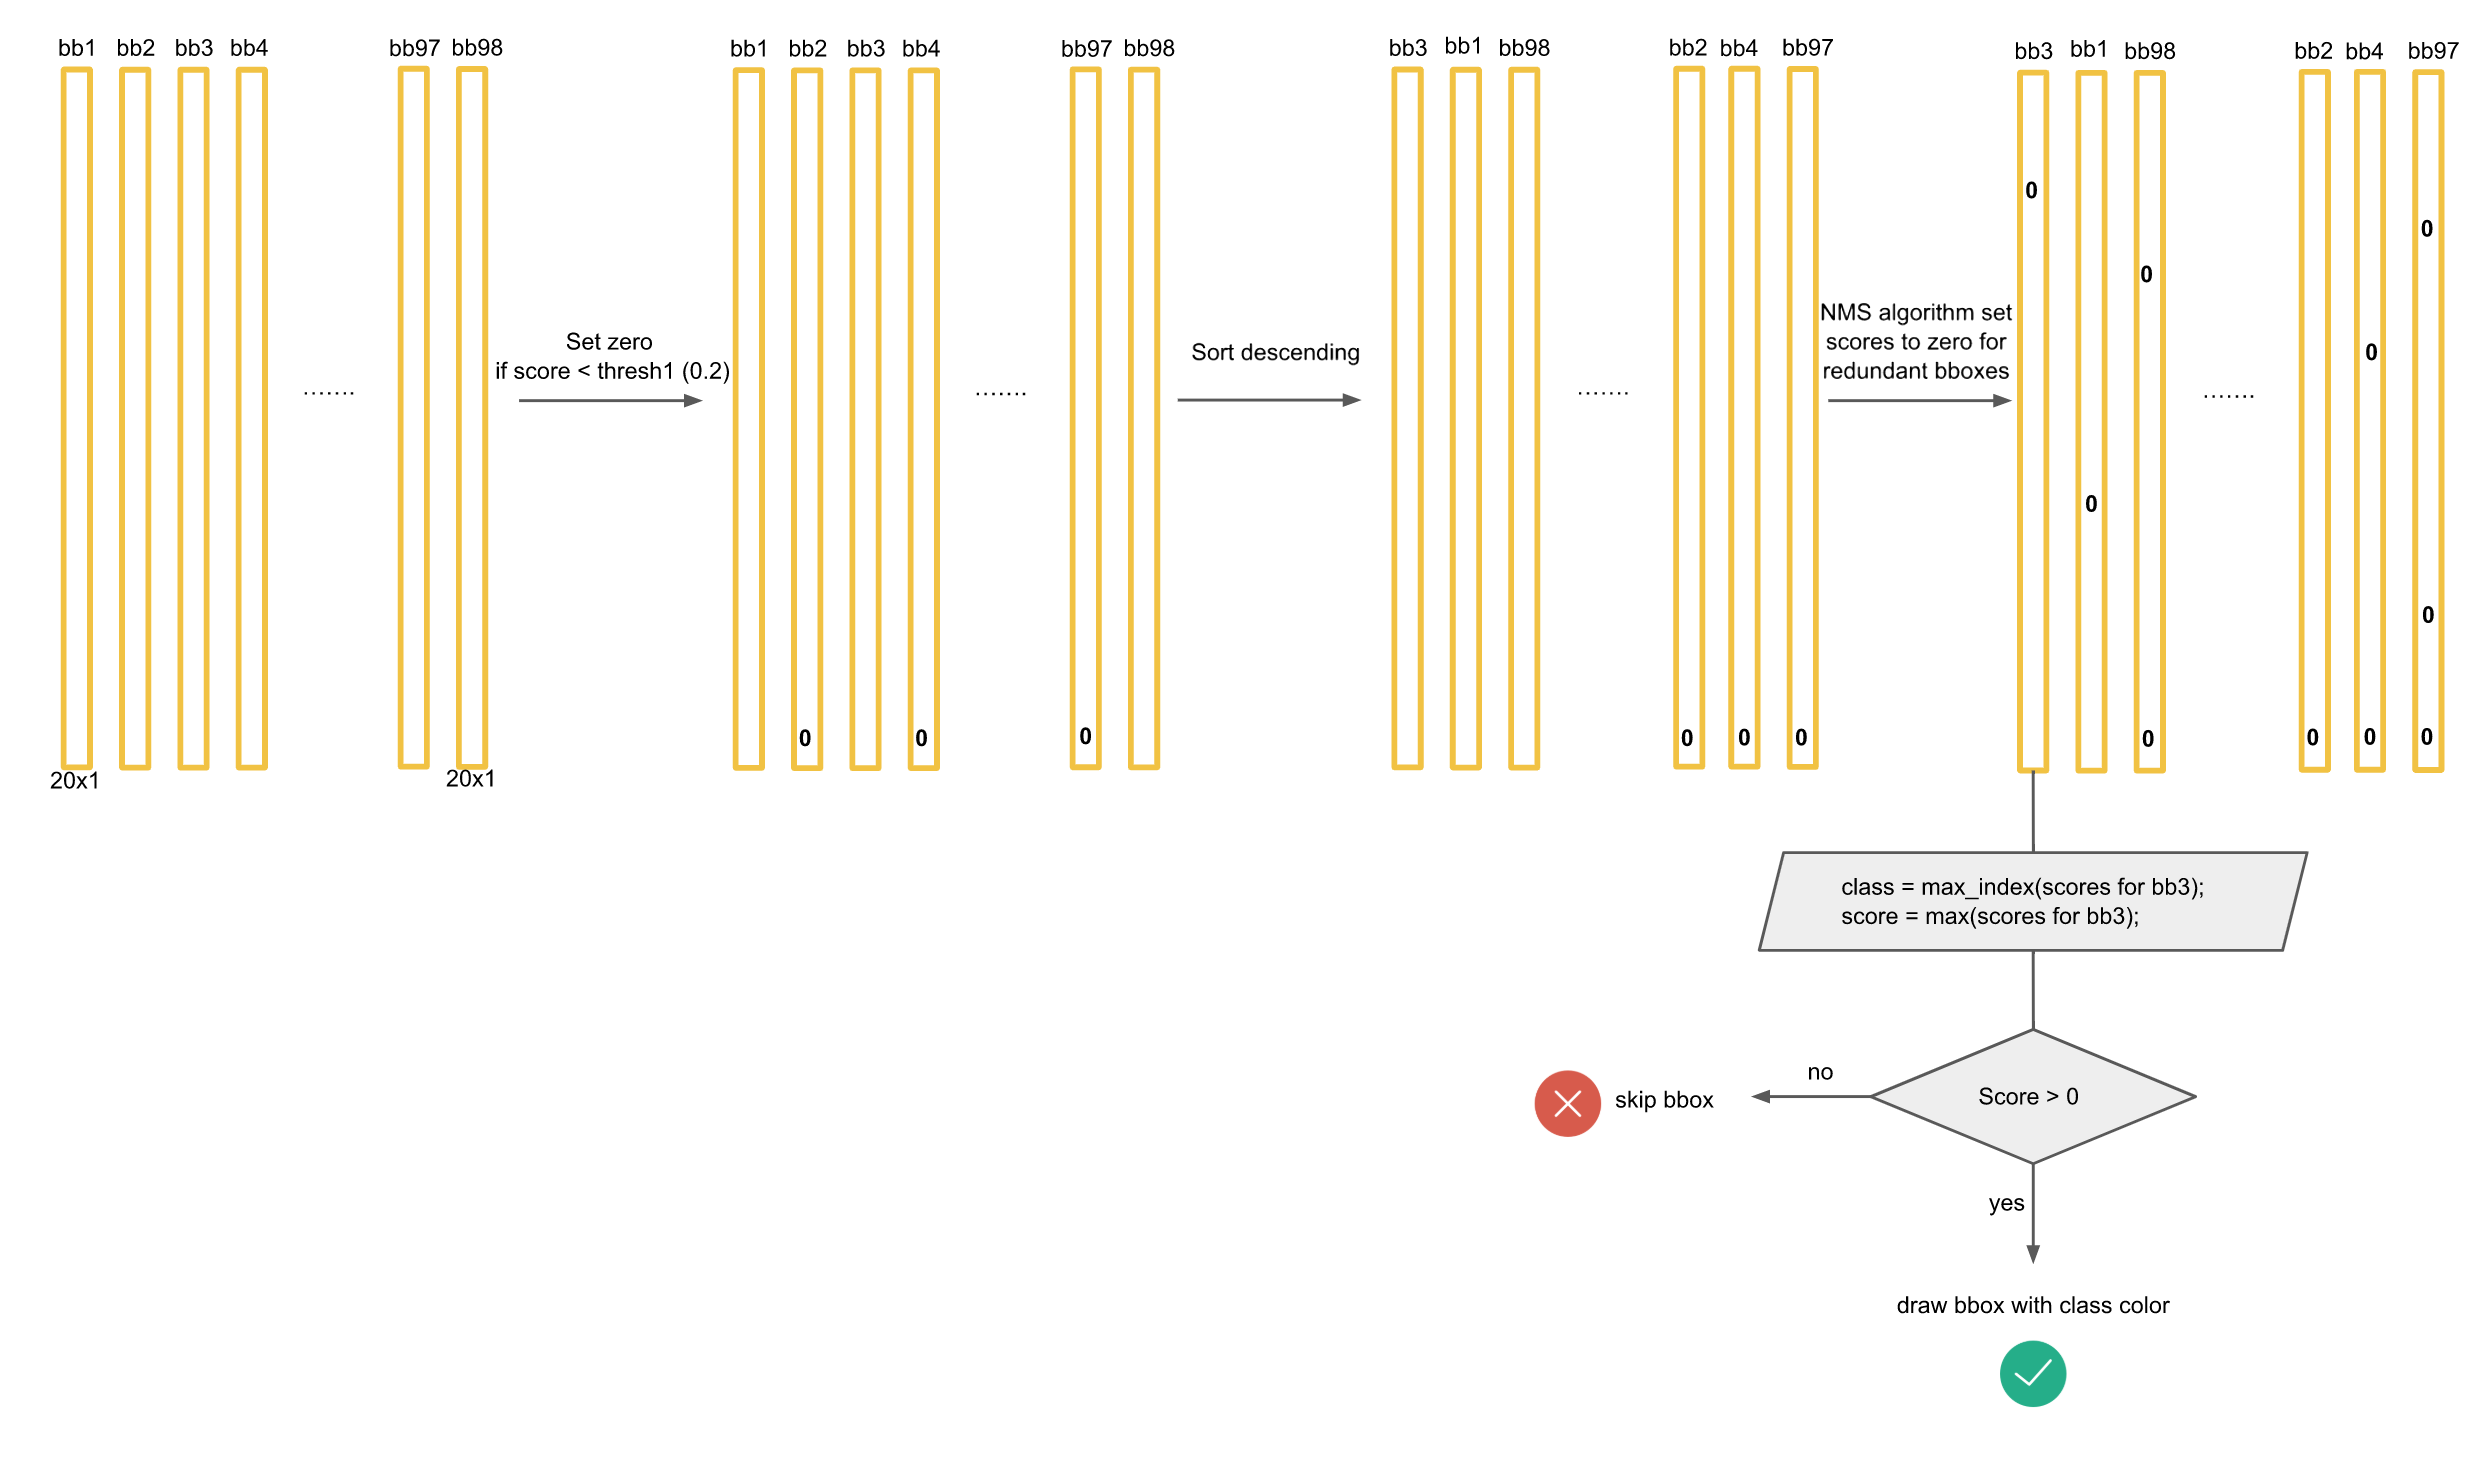 bb1 bb2 bb3 bb4 ....... bb97 bb98
20x1 20x1
Set zero
if score < thresh1 (0.2)
bb1 bb2 bb3 bb4 ....... bb97 bb98
0 0 0
Sort descending
bb3 bb1 bb98 ....... bb2 bb4 bb97
0 0 0
NMS algorithm set
scores to zero for
redundant bboxes
bb3 bb1 bb98 ....... bb2 bb4 bb97
0
0
0
0
0
0
0 0 0 0
class = max_index(scores for bb3);
score = max(scores for bb3);
Score > 0
no
skip bbox
yes
draw bbox with class color